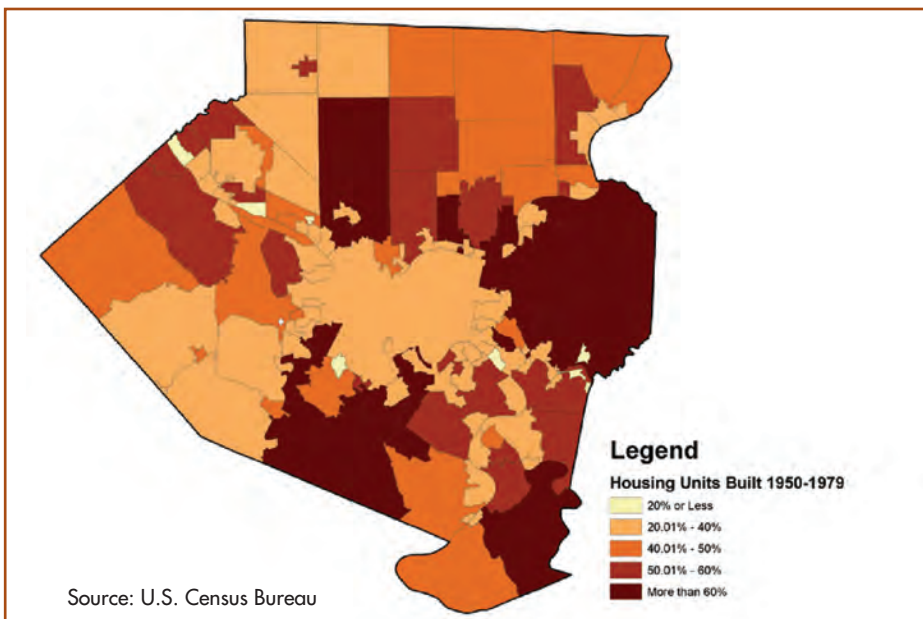 Legend
Housing Units Built 1950-1979
20% or Less
20.01% - 40%
40.01% - 50%
50.01% - 60%
More than 60%
Source: U.S. Census Bureau